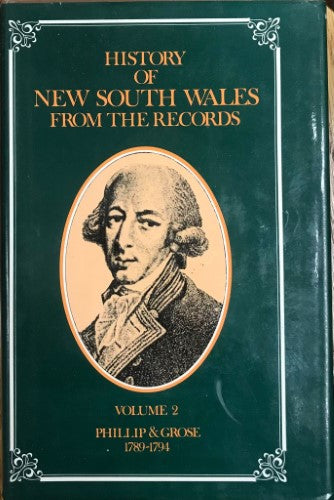 HISTORY
OF
NEW SOUTH WALES
FROM THE RECORDS
VOLUME 2
PHILLIP & GROSE
1789-1794